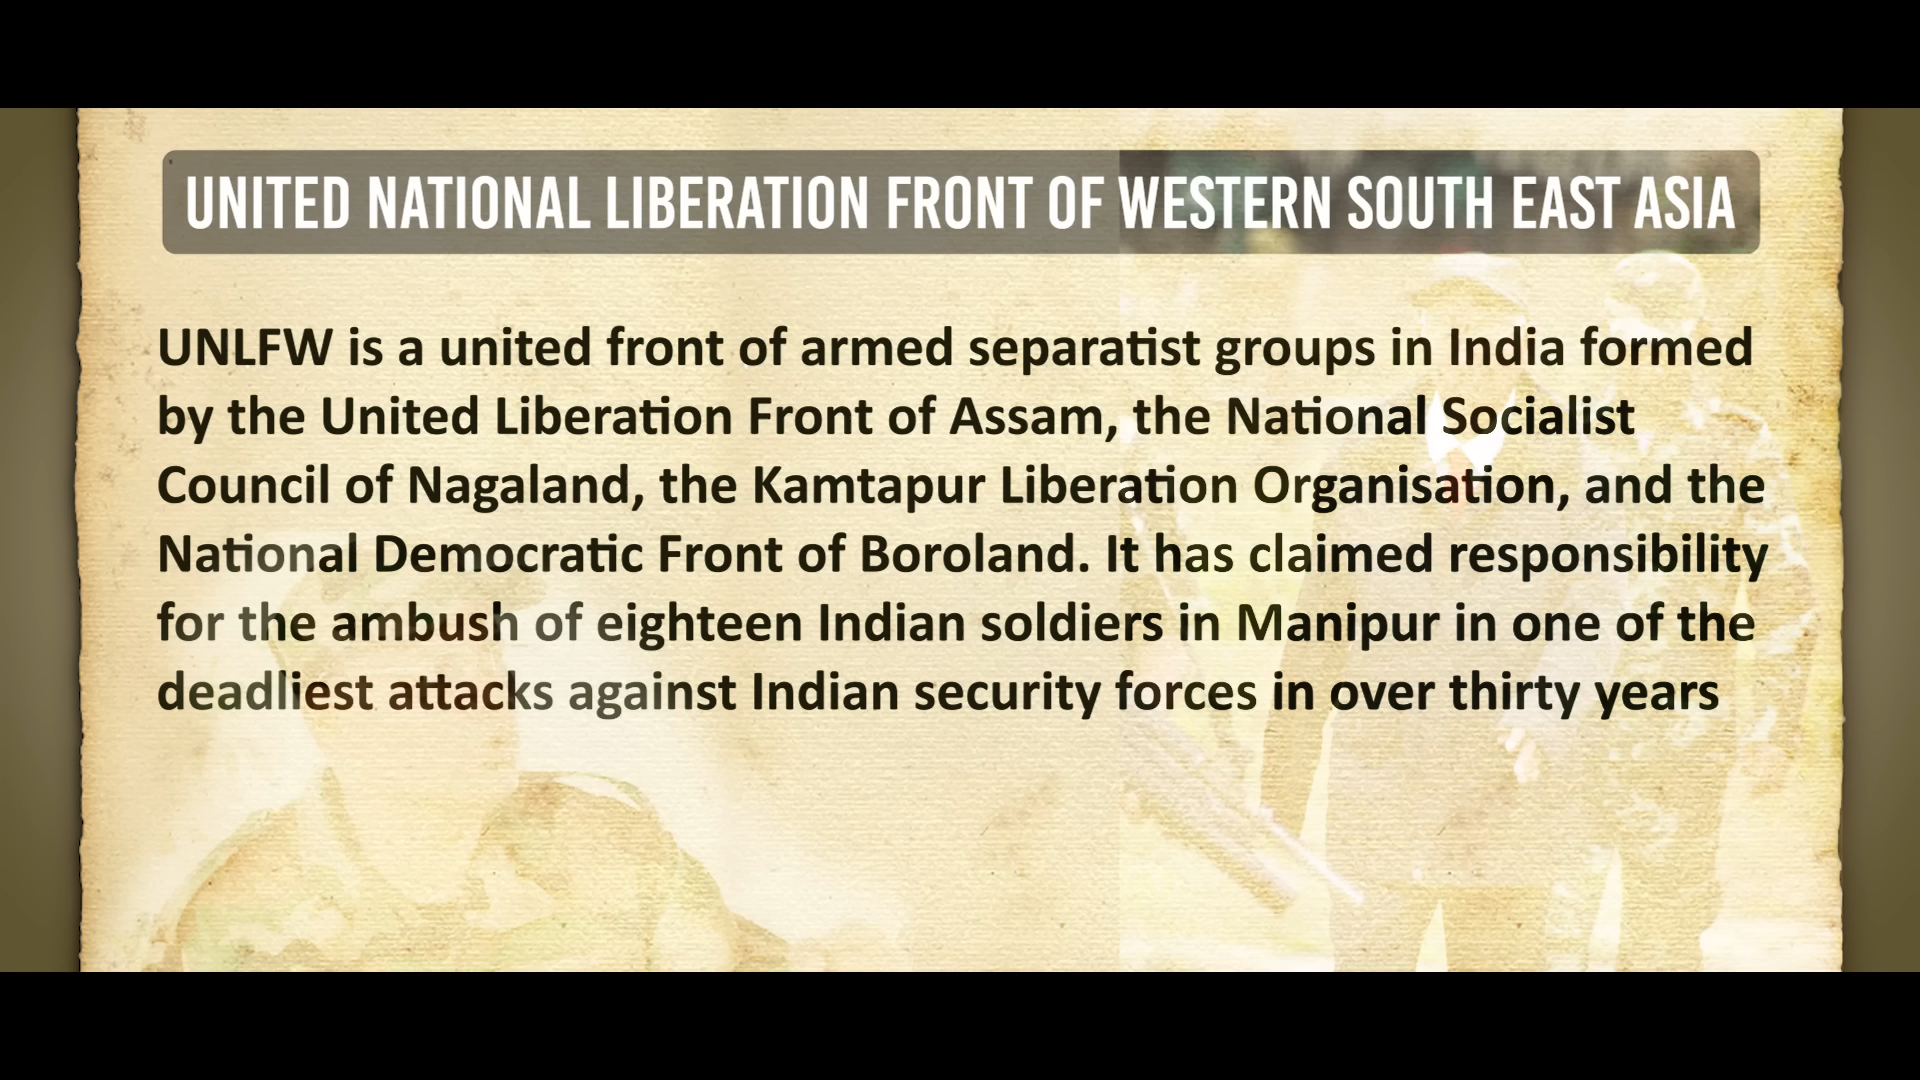 UNITED NATIONAL LIBERATION FRONT OF WESTERN SOUTH EAST ASIA
UNLFW is a united front of armed separatist groups in India formed
by the United Liberation Front of Assam, the National Socialist
Council of Nagaland, the Kamtapur Liberation Organisation, and the
National Democratic Front of Boroland. It has claimed responsibility
for the ambush of eighteen Indian soldiers in Manipur in one of the
deadliest attacks against Indian security forces in over thirty years